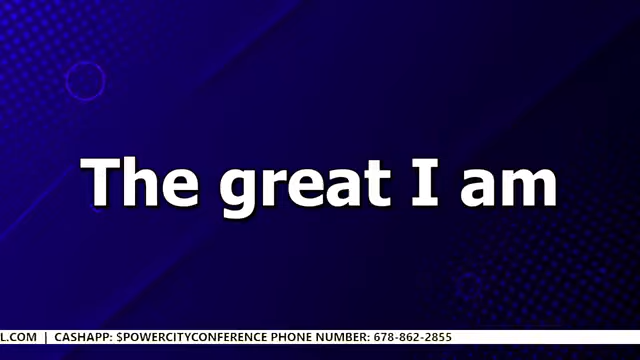 The great I am
L.COM | CASHAPP: $POWERCITYCONFERENCE PHONE NUMBER: 678-862-2855